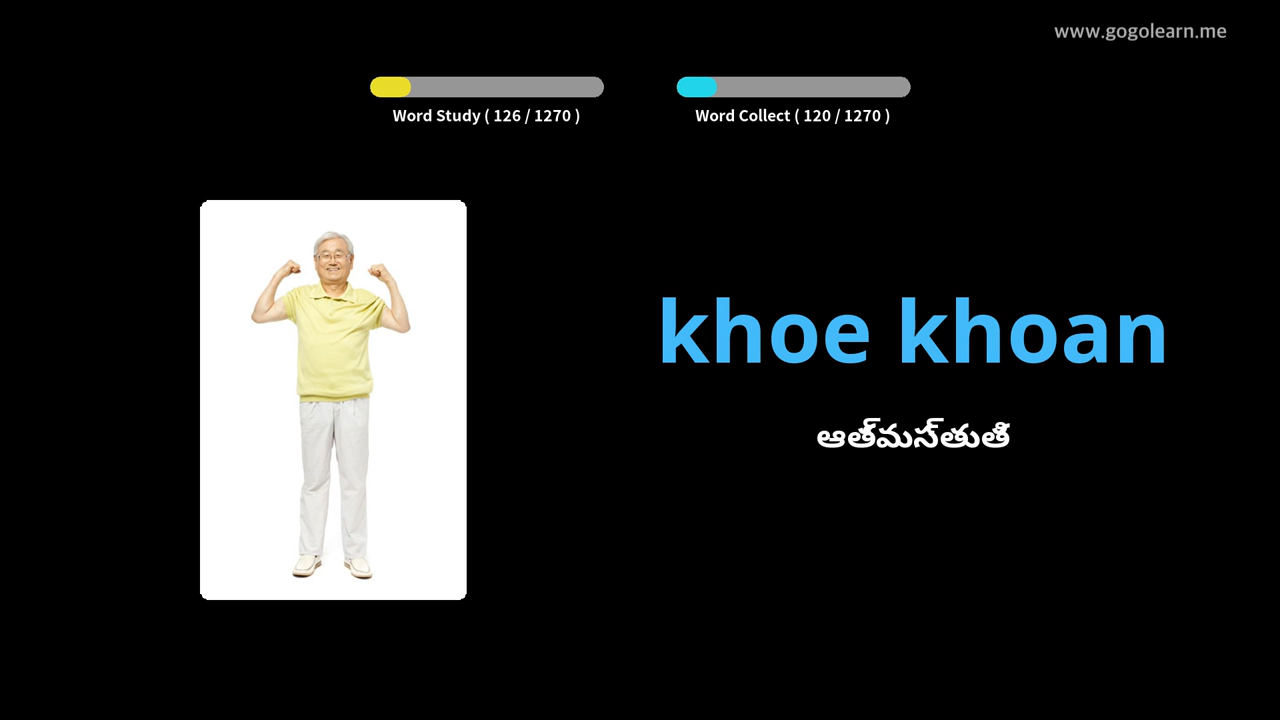 www.gogolearn.me
Word Study ( 126 / 1270 )
Word Collect ( 120 / 1270 )
khoe khoan
ఆత్మస్తుతి